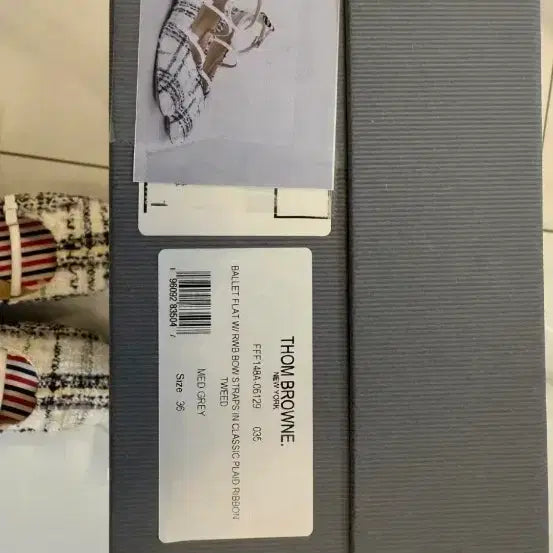 THOM BROWNE.
NEW YORK
FFF148A-06129 035
BALLET FLAT W/ RWB BOW STRAPS IN CLASSIC PLAID RIBBON
TWEED
MED GREY
Size 36
1